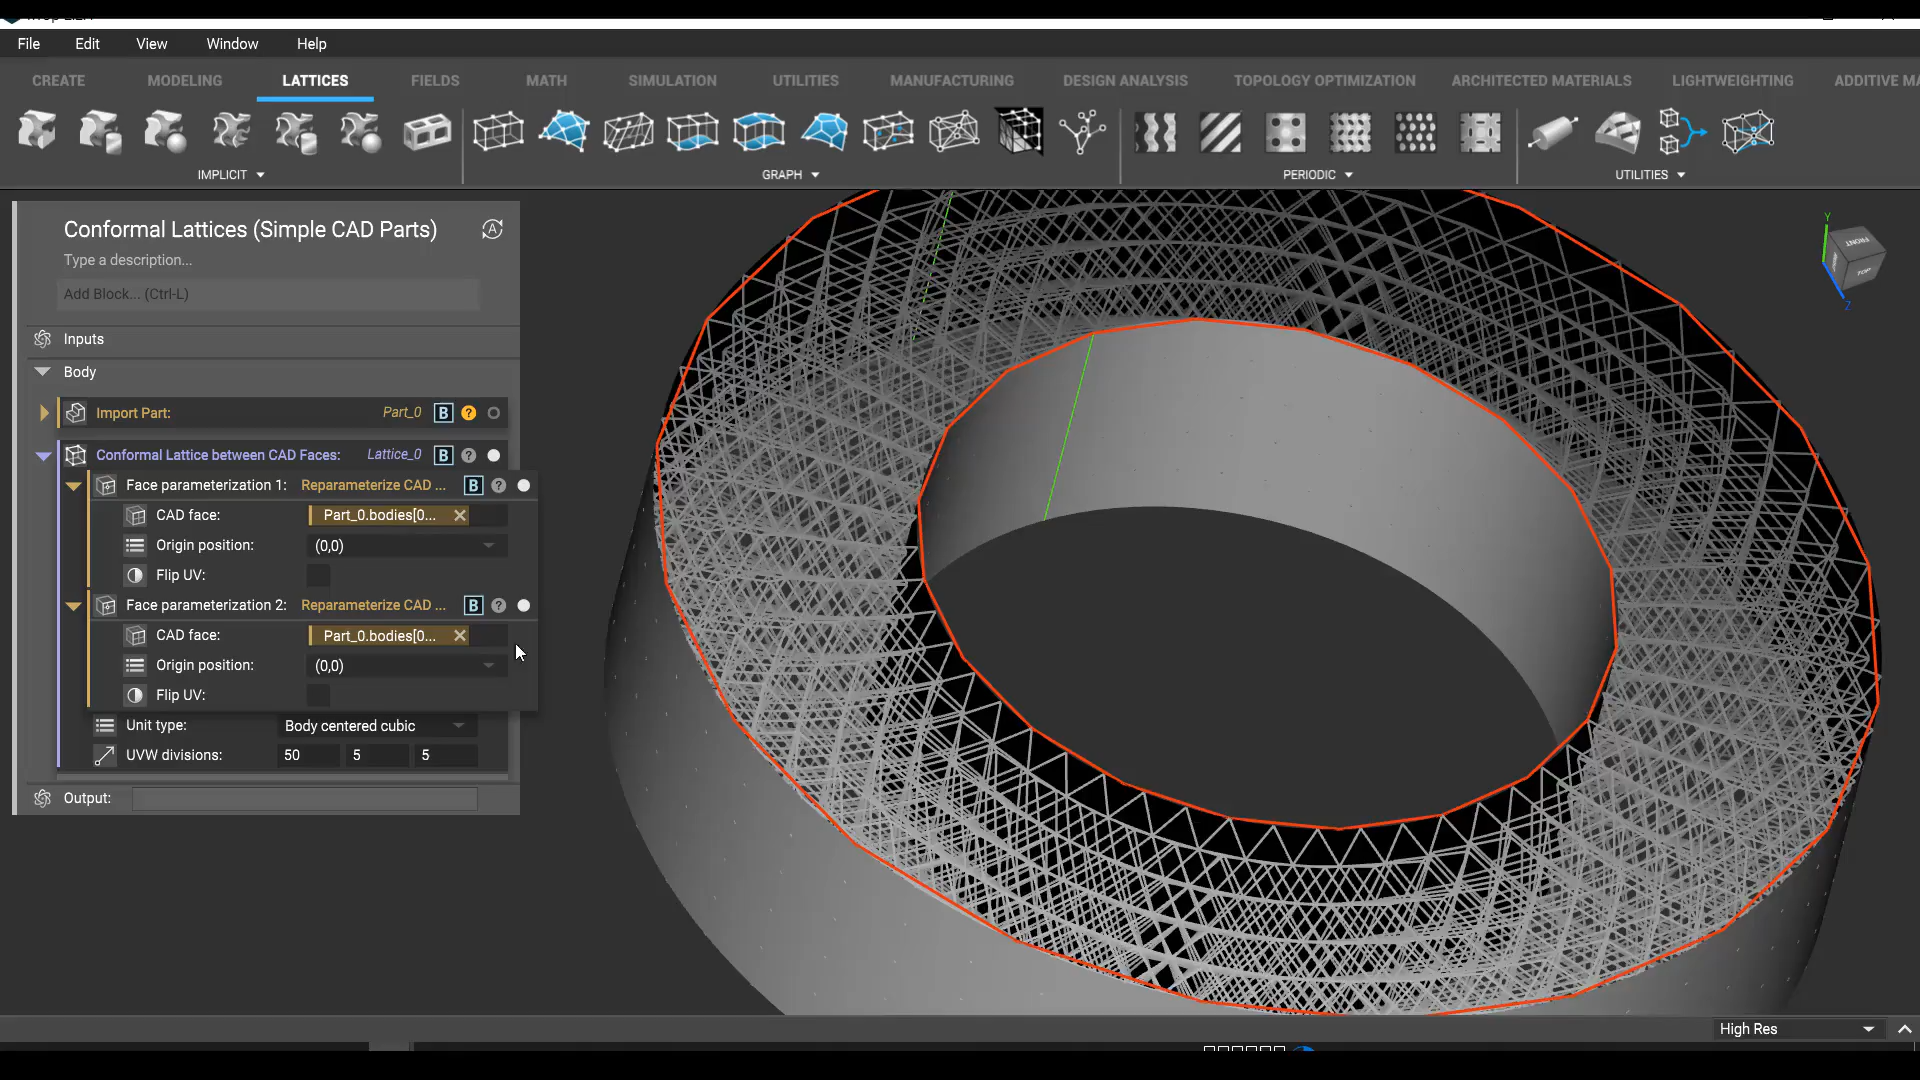 File Edit View Window Help
CREATE MODELING LATTICES FIELDS MATH SIMULATION UTILITIES MANUFACTURING DESIGN ANALYSIS TOPOLOGY OPTIMIZATION ARCHITECTED MATERIALS LIGHTWEIGHTING ADDITIVE MA
IMPLICIT GRAPH PERIODIC UTILITIES
Conformal Lattices (Simple CAD Parts)
Type a description...
Add Block... (Ctrl-L)
Inputs
Body
Import Part: Part_0 B ?
Conformal Lattice between CAD Faces: Lattice_0 B ?
Face parameterization 1: Reparameterize CAD ... B ?
CAD face: Part_0.bodies[0...
Origin position: (0,0)
Flip UV:
Face parameterization 2: Reparameterize CAD ... B ?
CAD face: Part_0.bodies[0...
Origin position: (0,0)
Flip UV:
Unit type: Body centered cubic
UVW divisions: 50 5 5
Output:
Y
FRONT
TOP
Z
High Res